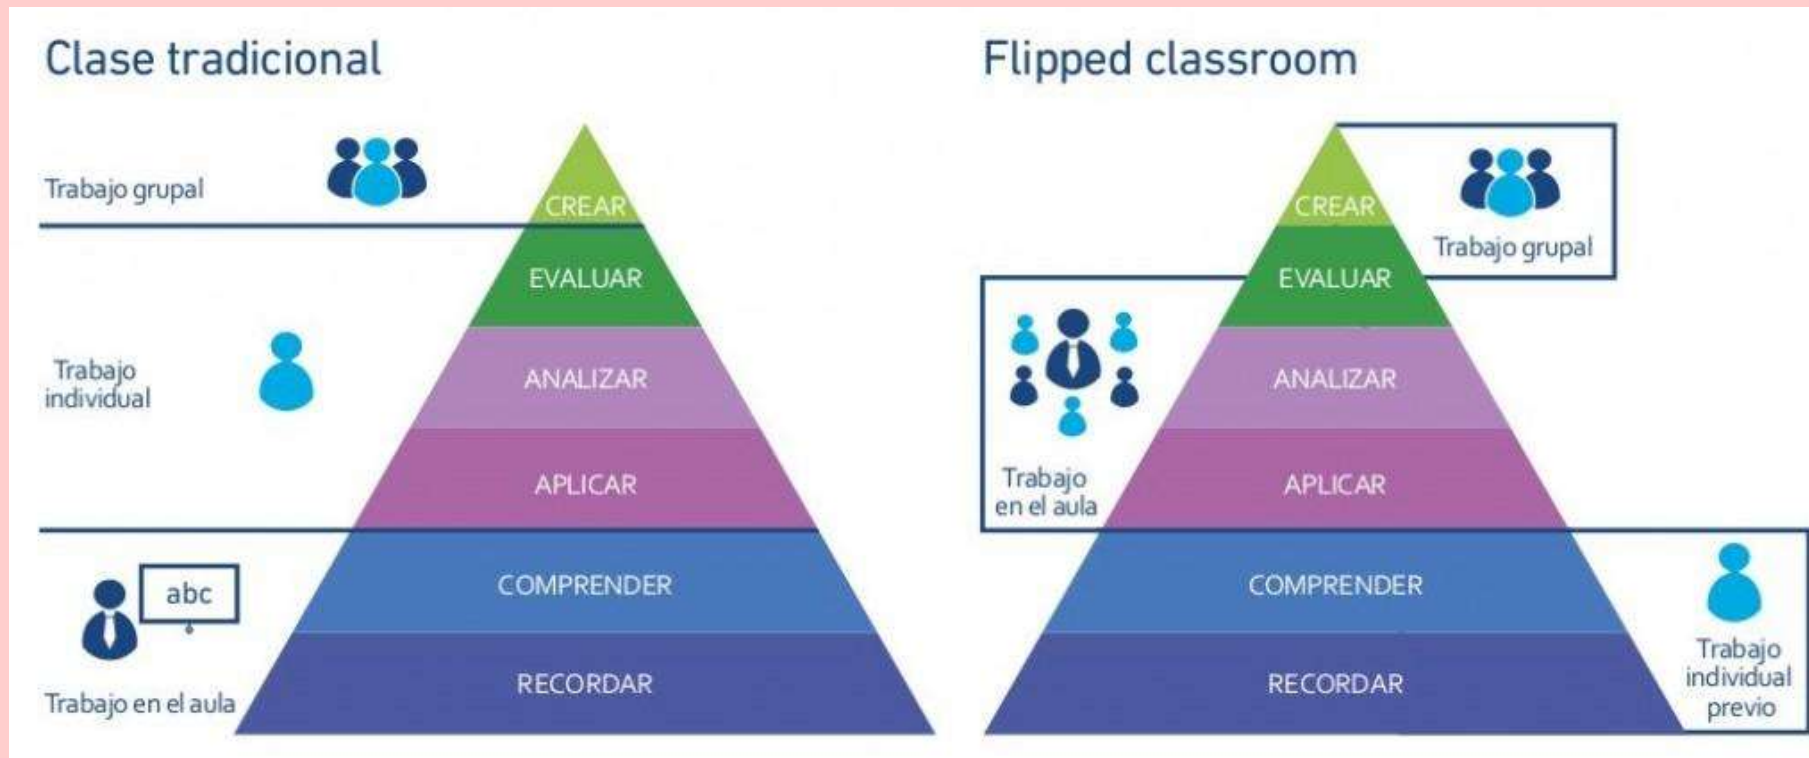 Clase tradicional
Trabajo grupal
Trabajo
individual
abc
Trabajo en el aula
CREAR
EVALUAR
ANALIZAR
APLICAR
COMPRENDER
RECORDAR
Flipped classroom
CREAR
EVALUAR
ANALIZAR
APLICAR
COMPRENDER
RECORDAR
Trabajo grupal
Trabajo
en el aula
Trabajo
individual
previo